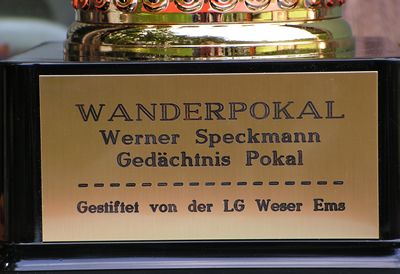 WANDERPOKAL
Werner Speckmann
Gedächtnis Pokal
--------------------------
Gestiftet von der LG Weser Ems